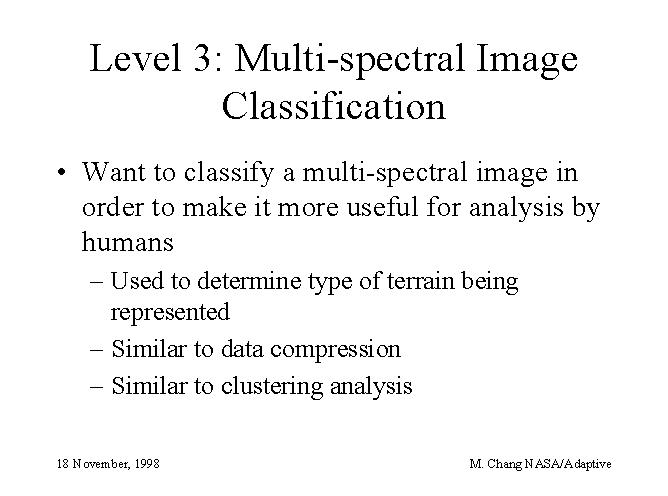 Level 3: Multi-spectral Image
Classification
• Want to classify a multi-spectral image in
order to make it more useful for analysis by
humans
– Used to determine type of terrain being
represented
– Similar to data compression
– Similar to clustering analysis
18 November, 1998
M. Chang NASA/Adaptive